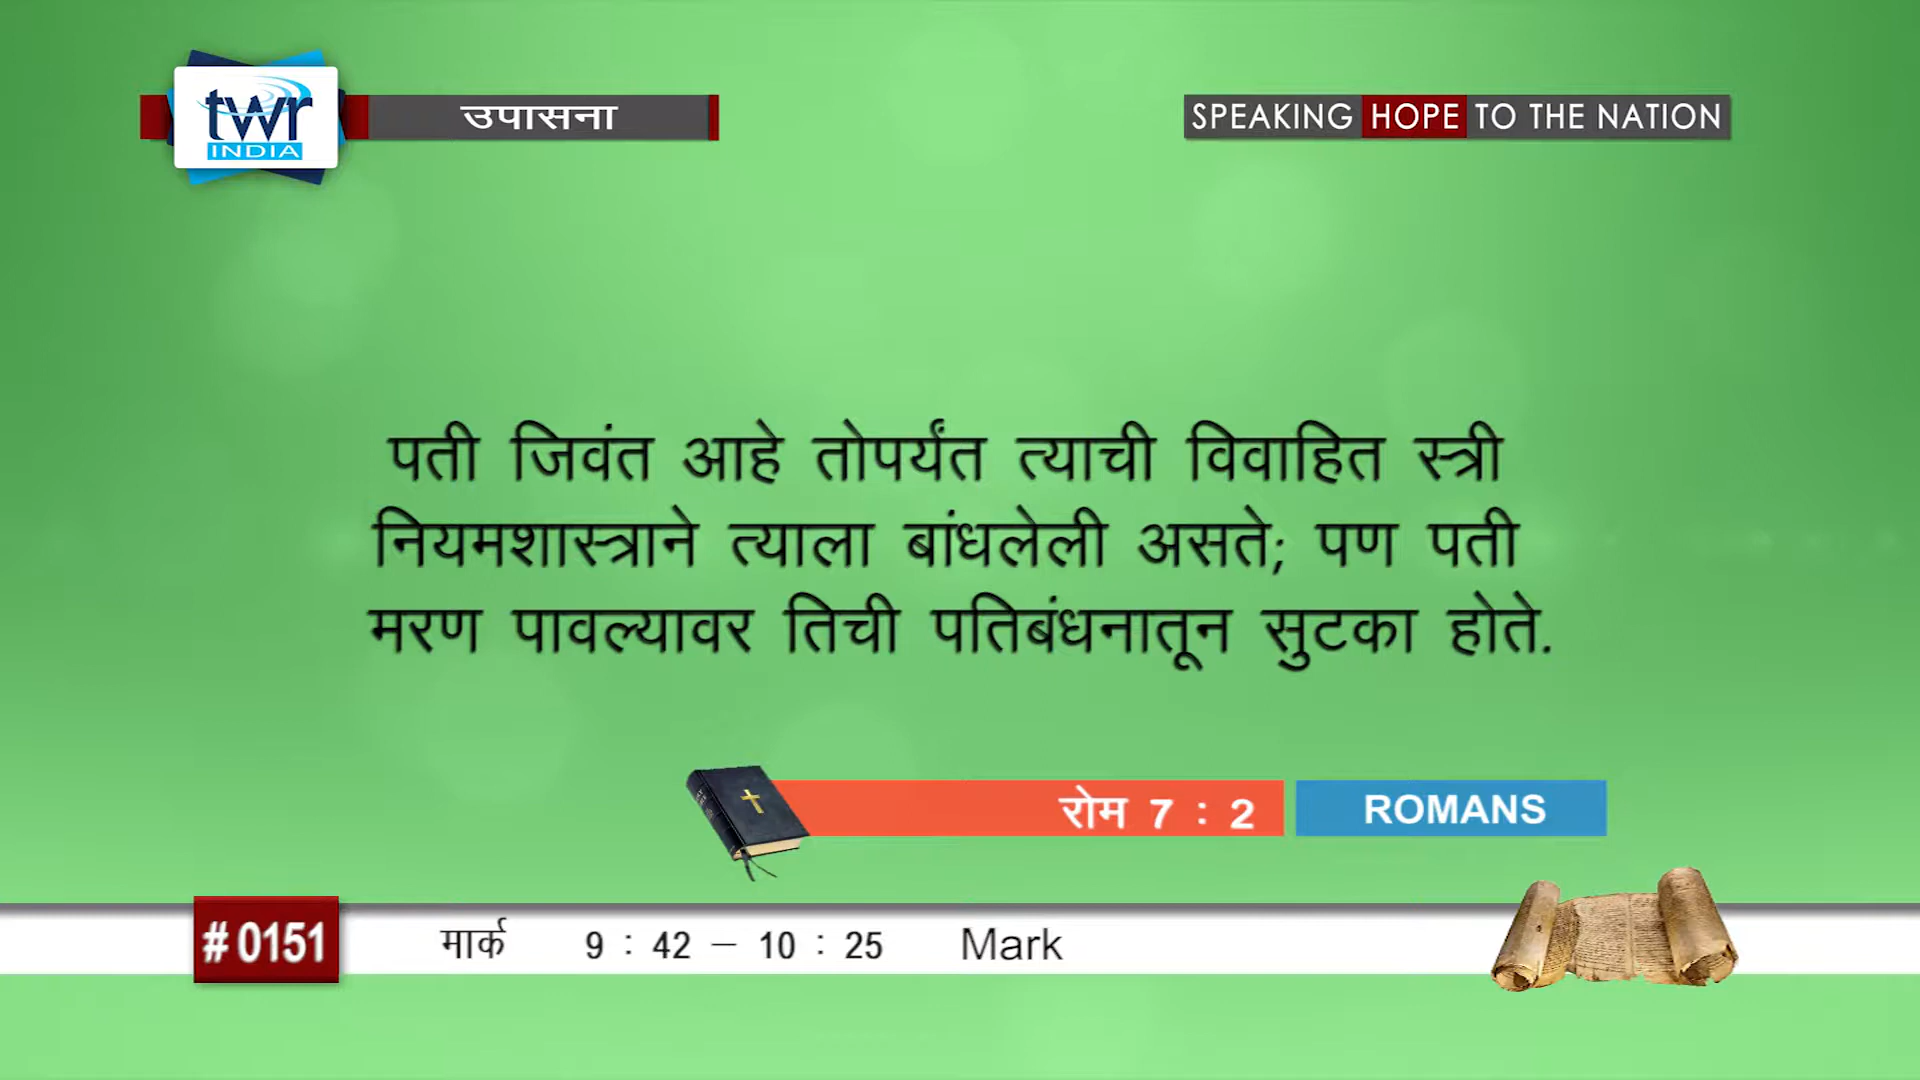 twr
INDIA
उपासना
SPEAKING HOPE TO THE NATION
पती जिवंत आहे तोपर्यंत त्याची विवाहित स्त्री
नियमशास्त्राने त्याला बांधलेली असते; पण पती
मरण पावल्यावर तिची पतिबंधनातून सुटका होते.
रोम 7 : 2 ROMANS
# 0151 मार्क 9 : 42 – 10 : 25 Mark